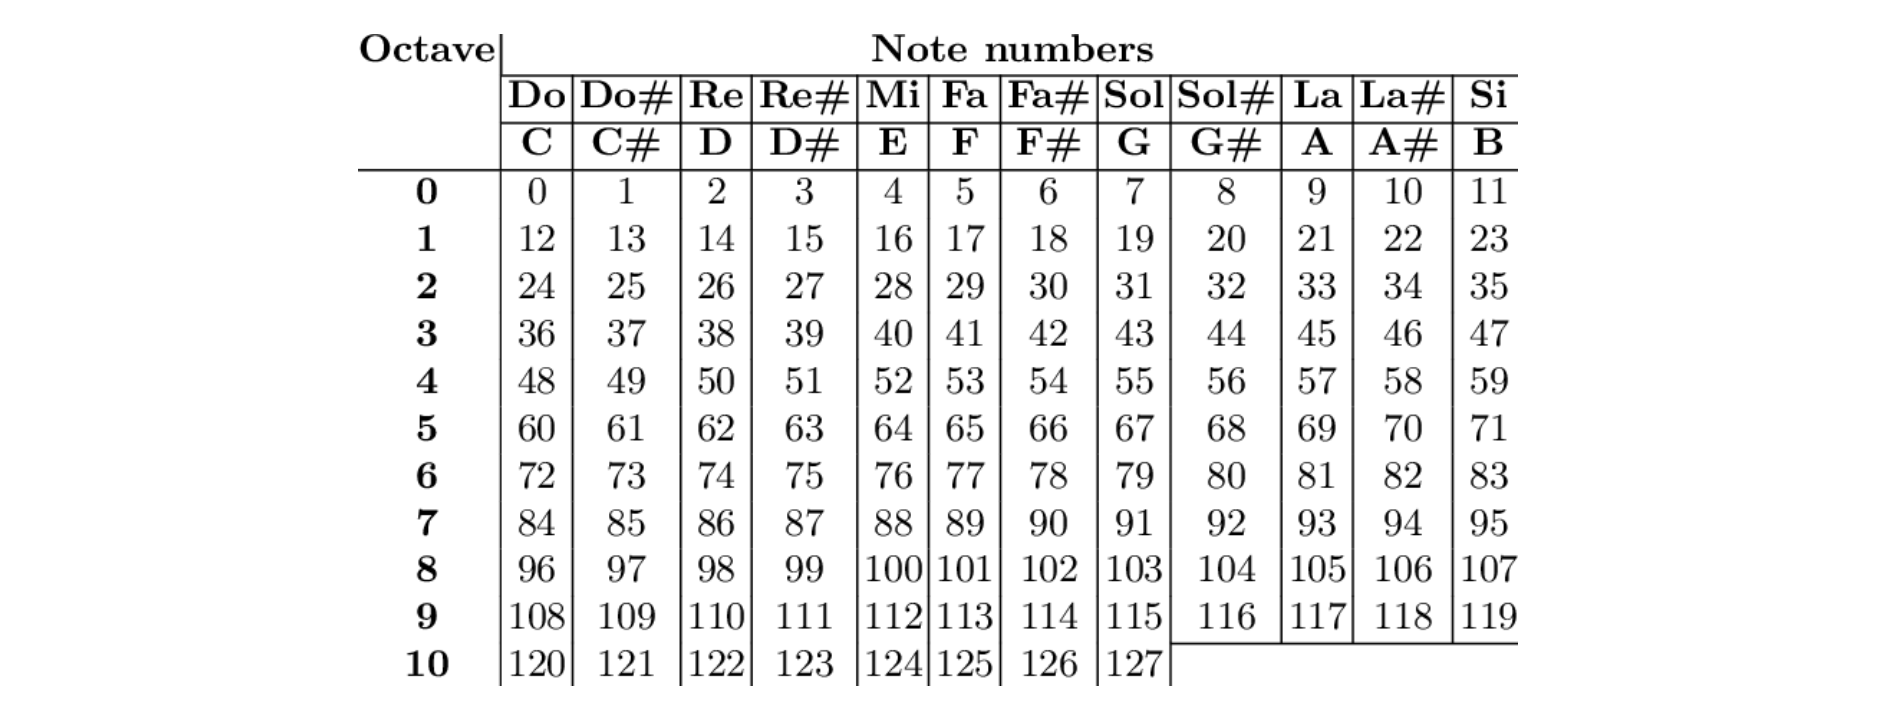 Octave Note numbers
Do Do# Re Re# Mi Fa Fa# Sol Sol# La La# Si
C C# D D# E F F# G G# A A# B
0 0 1 2 3 4 5 6 7 8 9 10 11
1 12 13 14 15 16 17 18 19 20 21 22 23
2 24 25 26 27 28 29 30 31 32 33 34 35
3 36 37 38 39 40 41 42 43 44 45 46 47
4 48 49 50 51 52 53 54 55 56 57 58 59
5 60 61 62 63 64 65 66 67 68 69 70 71
6 72 73 74 75 76 77 78 79 80 81 82 83
7 84 85 86 87 88 89 90 91 92 93 94 95
8 96 97 98 99 100 101 102 103 104 105 106 107
9 108 109 110 111 112 113 114 115 116 117 118 119
10 120 121 122 123 124 125 126 127